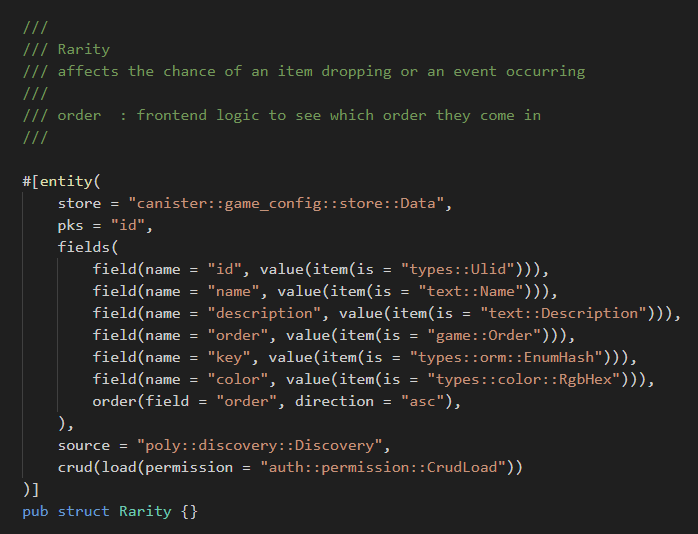 ///
/// Rarity
/// affects the chance of an item dropping or an event occurring
///
/// order  : frontend logic to see which order they come in
///
#[entity(
    store = "canister::game_config::store::Data",
    pks = "id",
    fields(
        field(name = "id", value(item(is = "types::Ulid"))),
        field(name = "name", value(item(is = "text::Name"))),
        field(name = "description", value(item(is = "text::Description"))),
        field(name = "order", value(item(is = "game::Order"))),
        field(name = "key", value(item(is = "types::orm::EnumHash"))),
        field(name = "color", value(item(is = "types::color::RgbHex"))),
        order(field = "order", direction = "asc"),
    ),
    source = "poly::discovery::Discovery",
    crud(load(permission = "auth::permission::CrudLoad"))
)]
pub struct Rarity {}